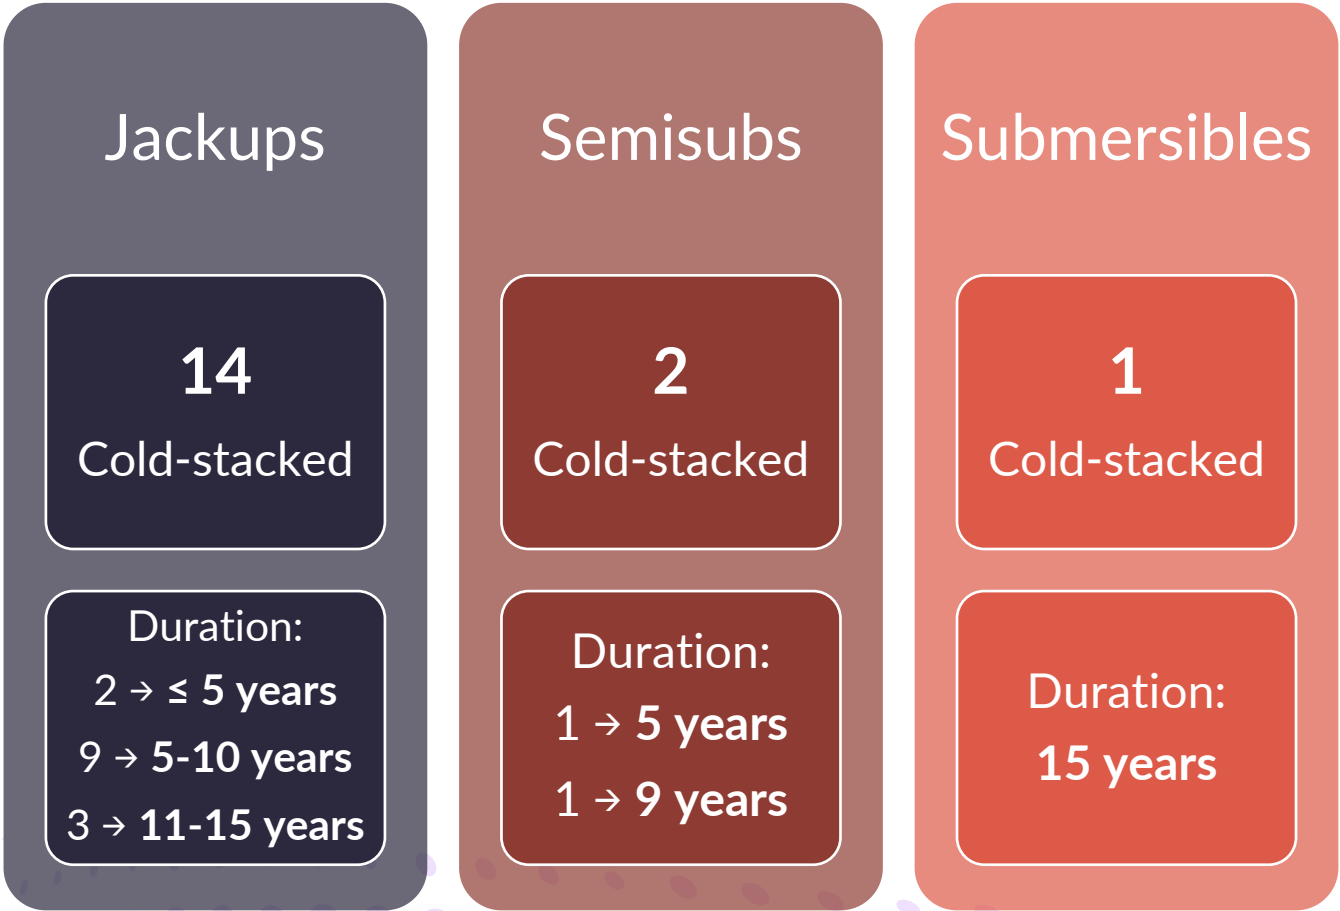 Jackups
14
Cold-stacked
Duration:
2 → ≤ 5 years
9 → 5-10 years
3 → 11-15 years
Semisubs
2
Cold-stacked
Duration:
1 → 5 years
1 → 9 years
Submersibles
1
Cold-stacked
Duration:
15 years